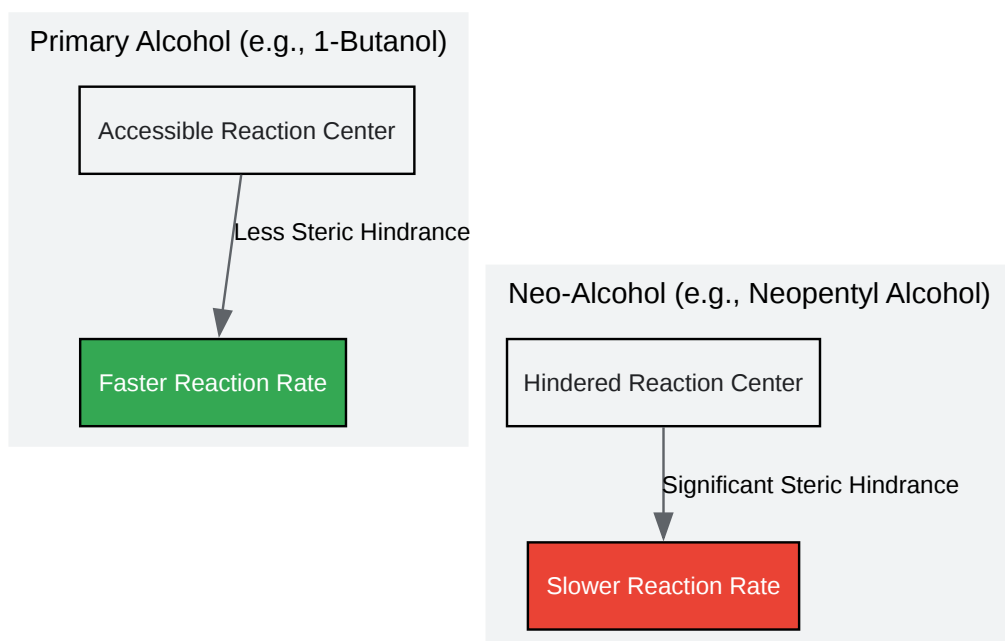 Primary Alcohol (e.g., 1-Butanol)
Accessible Reaction Center
Less Steric Hindrance
Faster Reaction Rate
Neo-Alcohol (e.g., Neopentyl Alcohol)
Hindered Reaction Center
Significant Steric Hindrance
Slower Reaction Rate